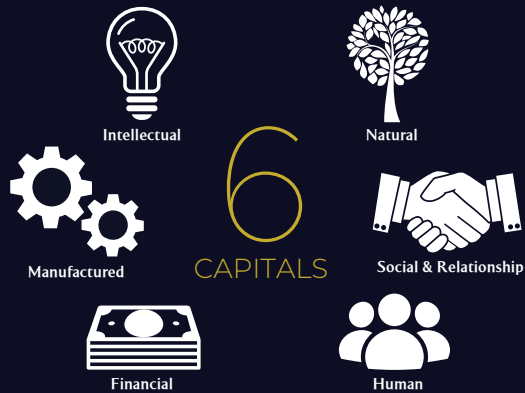 Intellectual
Natural
6
CAPITALS
Manufactured
Social & Relationship
Financial
Human